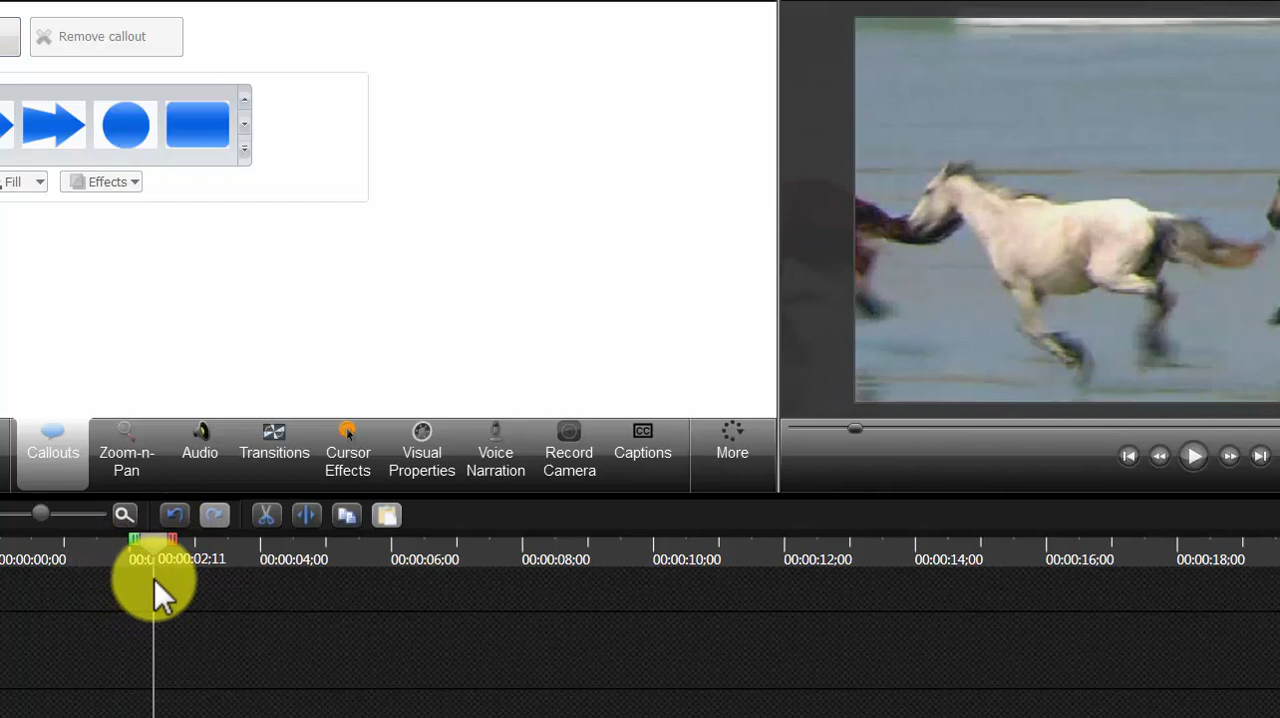 Remove callout
Fill
Effects
Callouts
Zoom-n-
Pan
Audio
Transitions
Cursor
Effects
Visual
Properties
Voice
Narration
Record
Camera
CC
Captions
More
00:00:00;00
00:0
00:00:02;11
00:00:04;00
00:00:06;00
00:00:08;00
00:00:10;00
00:00:12;00
00:00:14;00
00:00:16;00
00:00:18;00